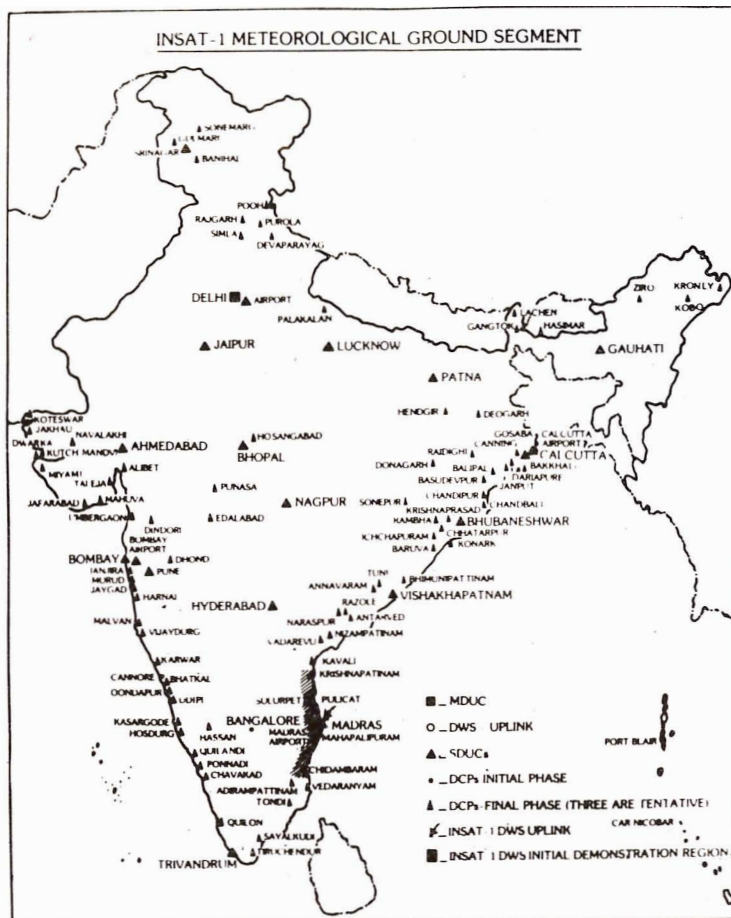 INSAT-1 METEOROLOGICAL GROUND SEGMENT
SONEMARG
GULMARG
SRINAGAR
BANIHAL
POOH
RAJGARH
PUROLA
SIMLA
DEVAPARAYAG
DELHI
AIRPORT
PALAKALAN
JAIPUR
LUCKNOW
ZIRO
KRONLY
KOBO
LACHEN
GANGTOK
HASIMAR
GAUHATI
PATNA
HENDGIR
DEOGARH
KOTESWAR
JAKHAU
NAVALAKHI
DWARKA
KUTCH MANDVI
AHMEDABAD
HOSANGABAD
BHOPAL
GOSABA
CALCUTTA
AIRPORT
CANNING
RAIDIGHI
CALCUTTA
DONAGARH
BALIPAL
BAKKHALI
MIYAMI
ALIBET
TALEJA
BASUDEVPUR
DARIAPURE
JANPUT
JAFARABAD
MAHUVA
PUNASA
NAGPUR
SONEPUR
CHANDIPUR
CHANDBALI
KRISHNAPRASAD
DINDORI
EDALABAD
KAMBHA
BHUBANESHWAR
CHHATARPUR
ICHCHAPURAM
BARUVA
KONARK
BOMBAY
AIRPORT
BOMBAY
DHOND
JANJIRA
PUNE
MURUD
JAYGAD
HARNAI
TUNI
BHIMUNIPATTINAM
ANNAVARAM
VISHAKHAPATNAM
HYDERABAD
RAZOLE
NARASPUR
ANTARVED
MALVAN
VIJAYDURG
NIZAMPATINAM
VADAREVU
KARWAR
KAVALI
CANNORE
BHATKAL
KRISHNAPATINAM
OONDAPUR
UDIPI
SULURPET
PULICAT
KASARGODE
HOSDURG
HASSAN
BANGALORE
MADRAS
MADRAS
AIRPORT
MAHAPALIPURAM
QUILANDI
PONNADI
CHAVAKAD
CHIDAMBARAM
ADIRAMPATTINAM
VEDARANYAM
TONDI
QUILON
SAYALKUDI
TRIVANDRUM
TIRUCHENDUR
PORT BLAIR
CAR NICOBAR
_ MDUC
_ DWS - UPLINK
_ SDUC
_ DCPs INITIAL PHASE
_ DCPs-FINAL PHASE (THREE ARE TENTATIVE)
_ INSAT-1 DWS UPLINK
_ INSAT-1 DWS INITIAL DEMONSTRATION REGION